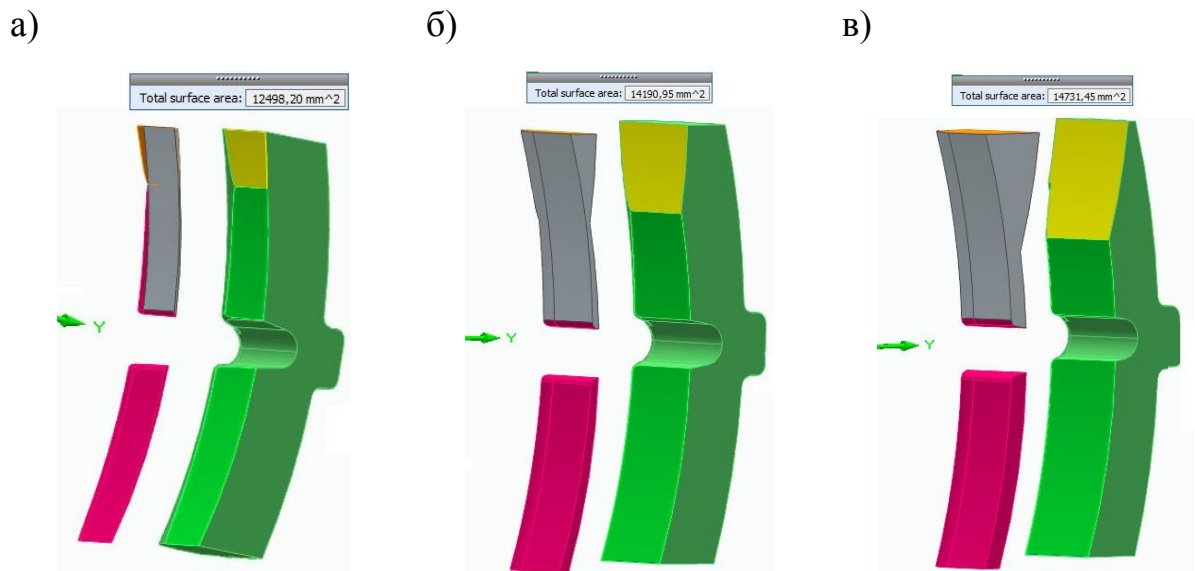 а)
б)
в)
Total surface area: 12498,20 mm^2
Total surface area: 14190,95 mm^2
Total surface area: 14731,45 mm^2
Y
Y
Y